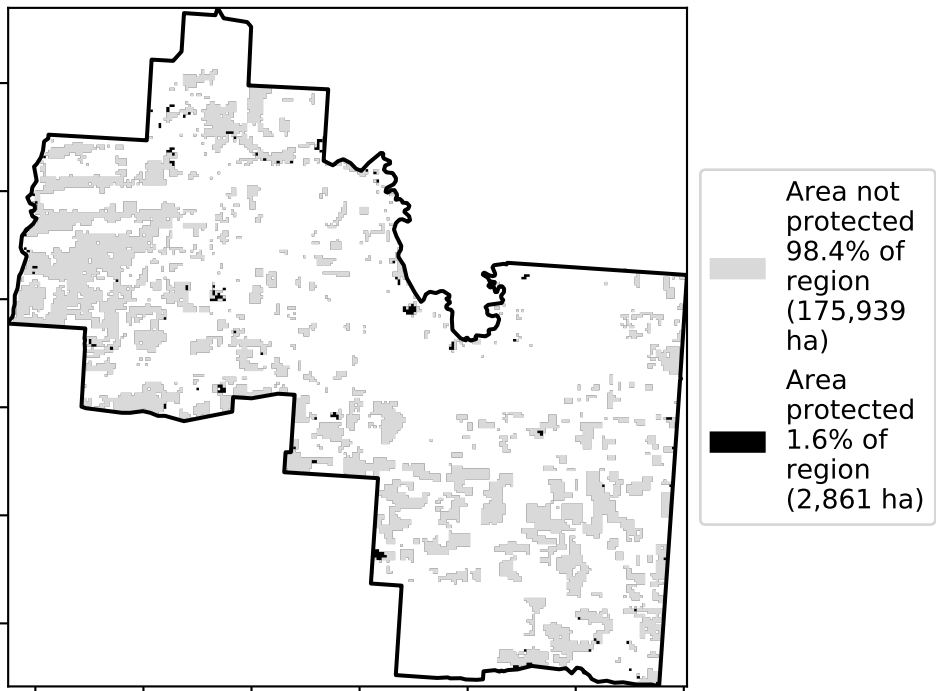 Area not
protected
98.4% of
region
(175,939
ha)
Area
protected
1.6% of
region
(2,861 ha)